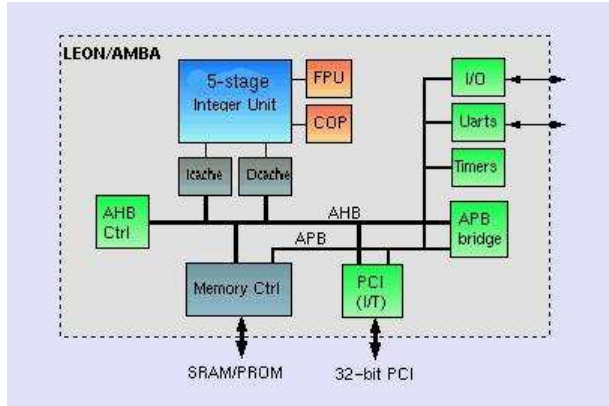 LEON/AMBA
5-stage
Integer Unit
FPU
COP
I/O
Uarts
Timers
Icache
Dcache
AHB
Ctrl
AHB
APB
APB
bridge
Memory Ctrl
PCI
(I/T)
SRAM/PROM
32-bit PCI